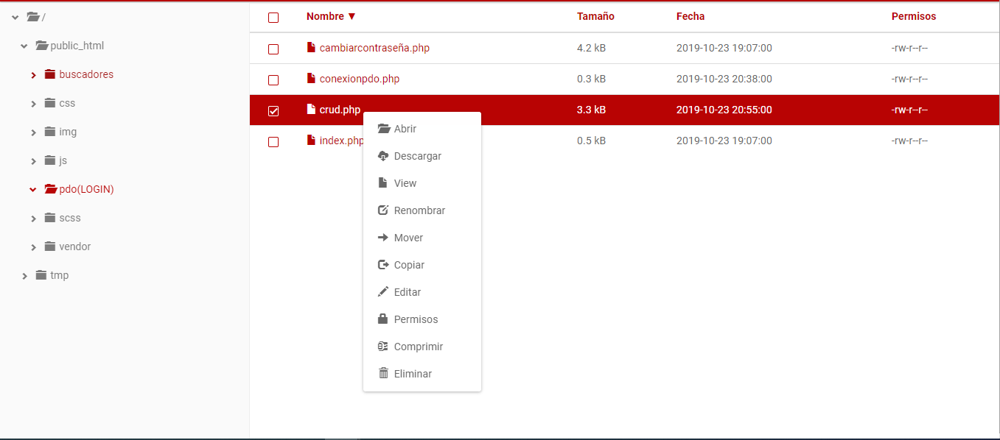 /
public_html
buscadores
css
img
js
pdo(LOGIN)
scss
vendor
tmp
Nombre ▼ Tamaño Fecha Permisos
cambiarcontraseña.php 4.2 kB 2019-10-23 19:07:00 -rw-r--r--
conexionpdo.php 0.3 kB 2019-10-23 20:38:00 -rw-r--r--
crud.php 3.3 kB 2019-10-23 20:55:00 -rw-r--r--
index.php 0.5 kB 2019-10-23 19:07:00 -rw-r--r--
Abrir
Descargar
View
Renombrar
Mover
Copiar
Editar
Permisos
Comprimir
Eliminar